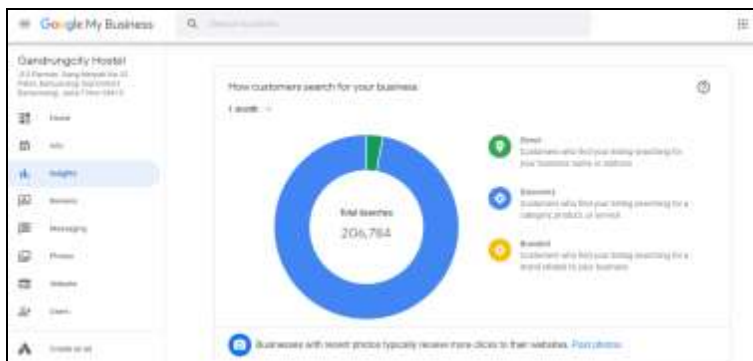 Google My Business
Gandrungcity Hostel
Home
Info
Insights
Reviews
Messaging
Photos
Website
Users
Create an ad
How customers search for your business
1 month
Total searches
206,784
Direct
Customers who find your listing searching for
your business name or address
Discovery
Customers who find your listing searching for a
category, product, or service
Branded
Customers who find your listing searching for a
brand related to your business
Businesses with recent photos typically receive more clicks to their websites. Post photos